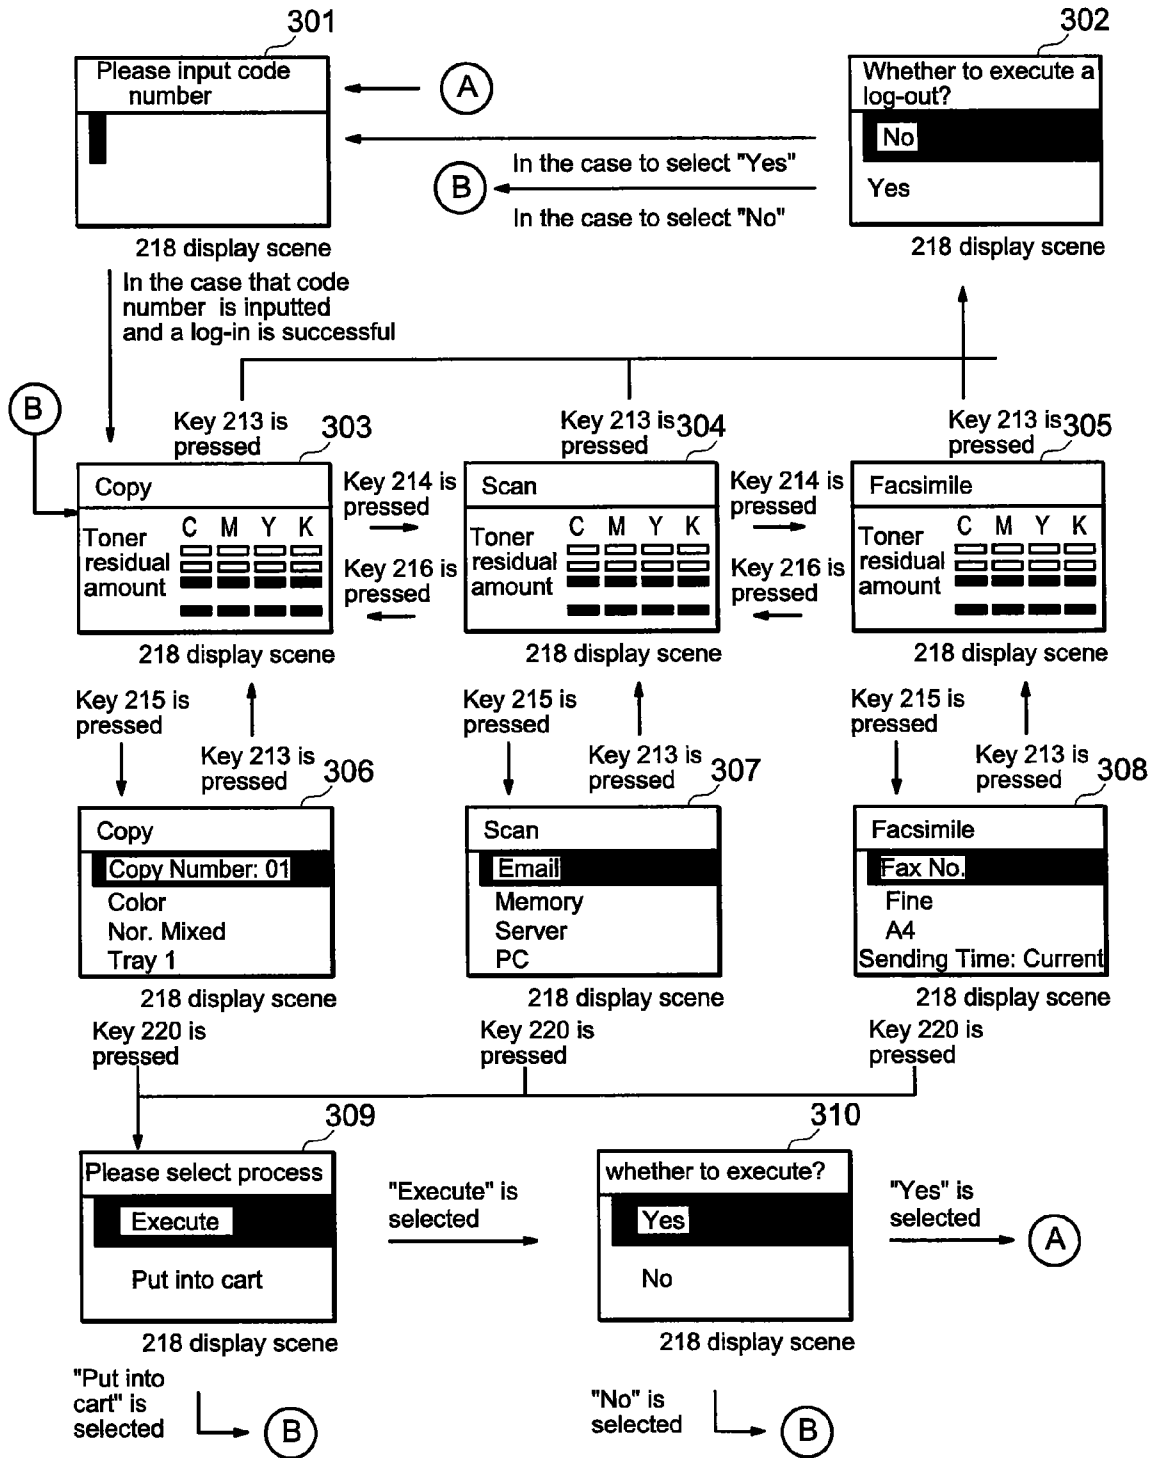 301
Please input code
number
A
302
Whether to execute a
log-out?
No
Yes
In the case to select "Yes"
B
In the case to select "No"
218 display scene
218 display scene
In the case that code
number is inputted
and a log-in is successful
B
Key 213 is
pressed
303
Key 213 is
pressed
304
Key 213 is
pressed
305
Copy
Toner
residual
amount
C M Y K
218 display scene
Key 214 is
pressed
Key 216 is
pressed
Scan
Toner
residual
amount
C M Y K
218 display scene
Key 214 is
pressed
Key 216 is
pressed
Facsimile
Toner
residual
amount
C M Y K
218 display scene
Key 215 is
pressed
Key 213 is
pressed
306
Key 215 is
pressed
Key 213 is
pressed
307
Key 215 is
pressed
Key 213 is
pressed
308
Copy
Copy Number: 01
Color
Nor. Mixed
Tray 1
218 display scene
Scan
Email
Memory
Server
PC
218 display scene
Facsimile
Fax No.
Fine
A4
Sending Time: Current
218 display scene
Key 220 is
pressed
Key 220 is
pressed
Key 220 is
pressed
309
Please select process
Execute
Put into cart
218 display scene
"Execute" is
selected
310
whether to execute?
Yes
No
218 display scene
"Yes" is
selected
A
"Put into
cart" is
selected
B
"No" is
selected
B